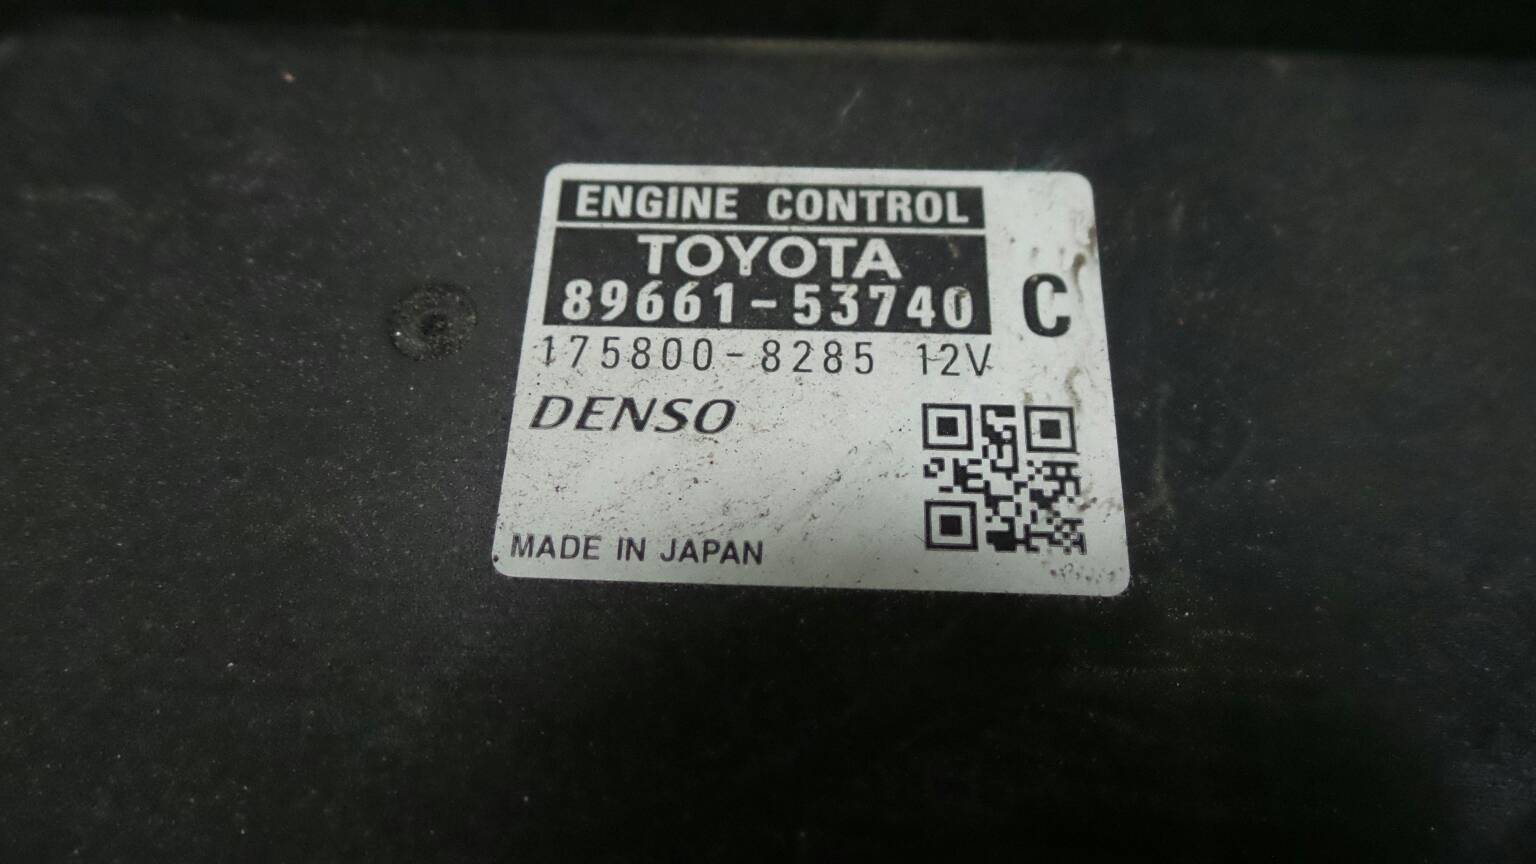 ENGINE CONTROL
TOYOTA
89661-53740
C
175800-8285 12V
DENSO
MADE IN JAPAN